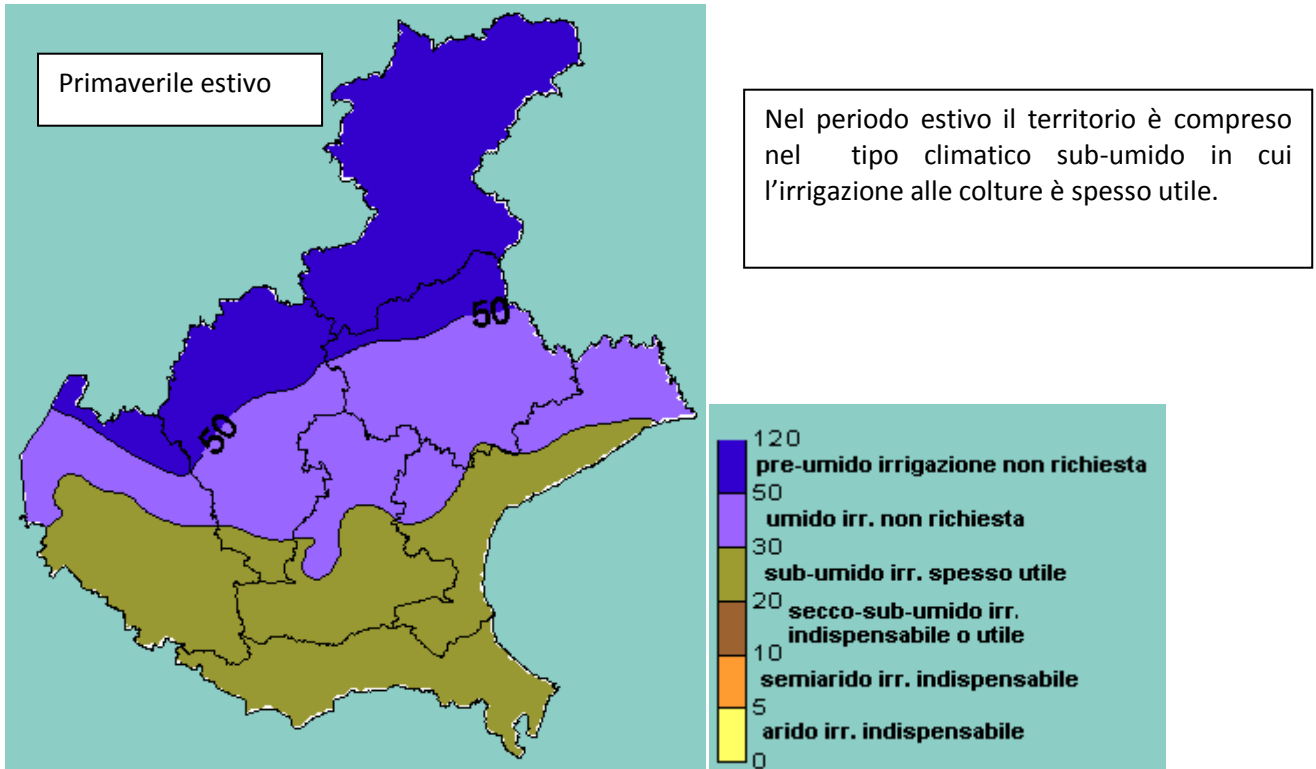 Primaverile estivo
Nel periodo estivo il territorio è compreso
nel tipo climatico sub-umido in cui
l'irrigazione alle colture è spesso utile.
50
50
120
pre-umido irrigazione non richiesta
50
umido irr. non richiesta
30
sub-umido irr. spesso utile
20
secco-sub-umido irr.
indispensabile o utile
10
semiarido irr. indispensabile
5
arido irr. indispensabile
0